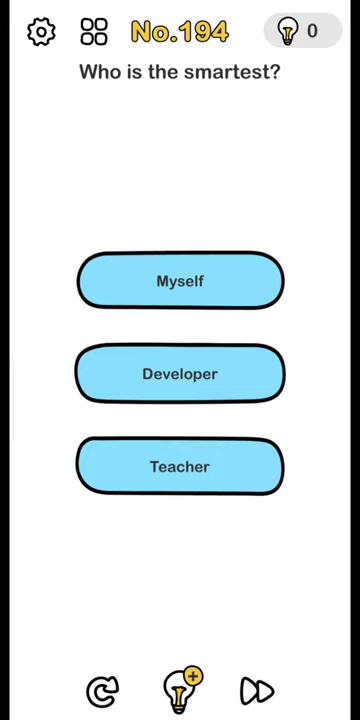 No.194
0
Who is the smartest?
Myself
Developer
Teacher